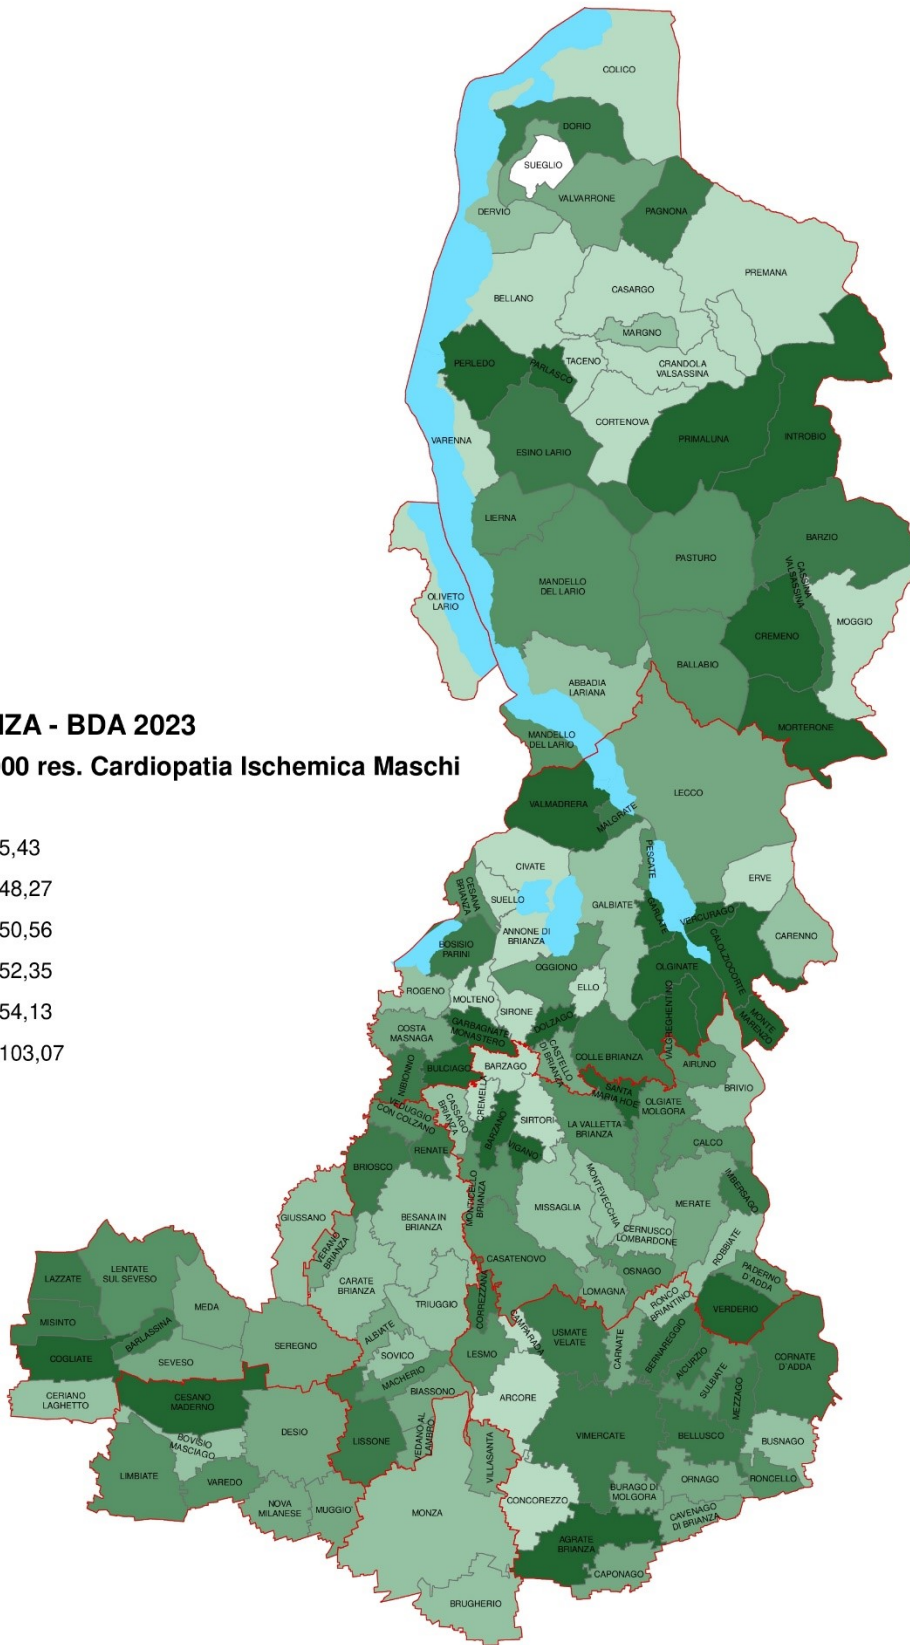 COLICO
DORIO
SUEGLIO
VALVARRONE
PAGNONA
DERVIO
PREMANA
CASARGO
BELLANO
MARGNO
TACENO
CRANDOLA
VALSASSINA
PERLEDO
PARLASCO
CORTENOVA
PRIMALUNA
INTROBIO
VARENNA
ESINO LARIO
LIERNA
BARZIO
PASTURO
CASSINA
VALSASSINA
MANDELLO
DEL LARIO
OLIVETO
LARIO
MOGGIO
CREMENO
BALLABIO
ABBADIA
LARIANA
NZA - BDA 2023
MORTERONE
MANDELLO
DEL LARIO
00 res. Cardiopatia Ischemica Maschi
LECCO
VALMADRERA
MALGRATE
5,43
48,27
50,56
52,35
54,13
103,07
PESCATE
CIVATE
ERVE
CESANA
BRIANZA
SUELLO
GALBIATE
GARLATE
VERCURAGO
ANNONE DI
BRIANZA
CARENNO
BOSISIO
PARINI
CALOLZIOCORTE
OGGIONO
OLGINATE
ELLO
ROGENO
MOLTENO
SIRONE
MONTE
MARENZO
DOLZAGO
GARBAGNATE
MONASTERO
COSTA
MASNAGA
VALGREGHENTINO
CASTELLO
DI BRIANZA
COLLE BRIANZA
AIRUNO
BARZAGO
BULCIAGO
NIBIONNO
BRIVIO
SANTA
MARIA HOE'
CREMELLA
CASSAGO
BRIANZA
OLGIATE
MOLGORA
VEDUGGIO
CON COLZANO
SIRTORI
LA VALLETTA
BRIANZA
BARZANO
CALCO
RENATE
VIGANO
BRIOSCO
IMBERSAGO
MONTICELLO
BRIANZA
MONTEVECCHIA
MISSAGLIA
MERATE
GIUSSANO
BESANA IN
BRIANZA
CERNUSCO
LOMBARDONE
ROBBIATE
VERANO
BRIANZA
CASATENOVO
OSNAGO
PADERNO
D'ADDA
LENTATE
SUL SEVESO
LAZZATE
CARATE
BRIANZA
LOMAGNA
RONCO
BRIANTINO
TRIUGGIO
CORREZZANA
MEDA
VERDERIO
MISINTO
BARLASSINA
CAMPARADA
USMATE
VELATE
ALBIATE
SEREGNO
CARNATE
BERNAREGGIO
SOVICO
LESMO
COGLIATE
SEVESO
AICURZIO
CORNATE
D'ADDA
MACHERIO
SULBIATE
BIASSONO
CERIANO
LAGHETTO
CESANO
MADERNO
ARCORE
MEZZAGO
DESIO
LISSONE
VEDANO AL
LAMBRO
VIMERCATE
BELLUSCO
BUSNAGO
BOVISIO
MASCIAGO
VILLASANTA
LIMBIATE
VAREDO
ORNAGO
RONCELLO
BURAGO DI
MOLGORA
CONCOREZZO
NOVA
MILANESE
MUGGIO
MONZA
CAVENAGO
DI BRIANZA
AGRATE
BRIANZA
CAPONAGO
BRUGHERIO